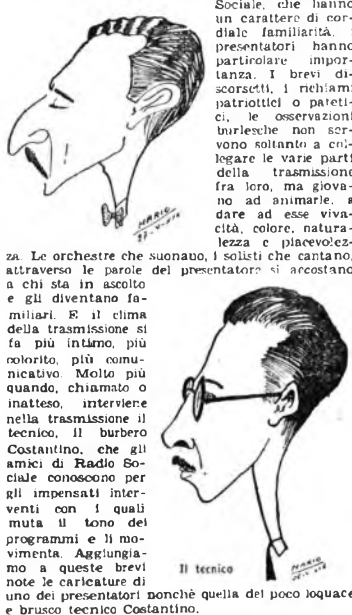 Sociale, che hanno
un carattere di cor-
diale familiarità, i
presentatori hanno
particolare impor-
tanza. I brevi di-
scorsetti, i richiami
patriottici o pateti-
ci, le osservazioni
burlesche non ser-
vono soltanto a col-
legare le varie parti
della trasmissione
fra loro, ma giova-
no ad animarle, a
dare ad esse viva-
cità, colore, natura-
lezza e piacevolez-
za. Le orchestre che suonano, i solisti che cantano,
attraverso le parole del presentatore si accostano
a chi sta in ascolto
e gli diventano fa-
miliari. E il clima
della trasmissione si
fa più intimo, più
colorito, più comu-
nicativo. Molto più
quando, chiamato o
inatteso, interviene
nella trasmissione il
tecnico, il burbero
Costantino, che gli
amici di Radio So-
ciale conoscono per
gli impensati inter-
venti con i quali
muta il tono dei
programmi e li mo-
vimenta. Aggiungia-
mo a queste brevi
note le caricature di
uno dei presentatori nonchè quella del poco loquace
e brusco tecnico Costantino.
MARIO
Il tecnico
MARIO